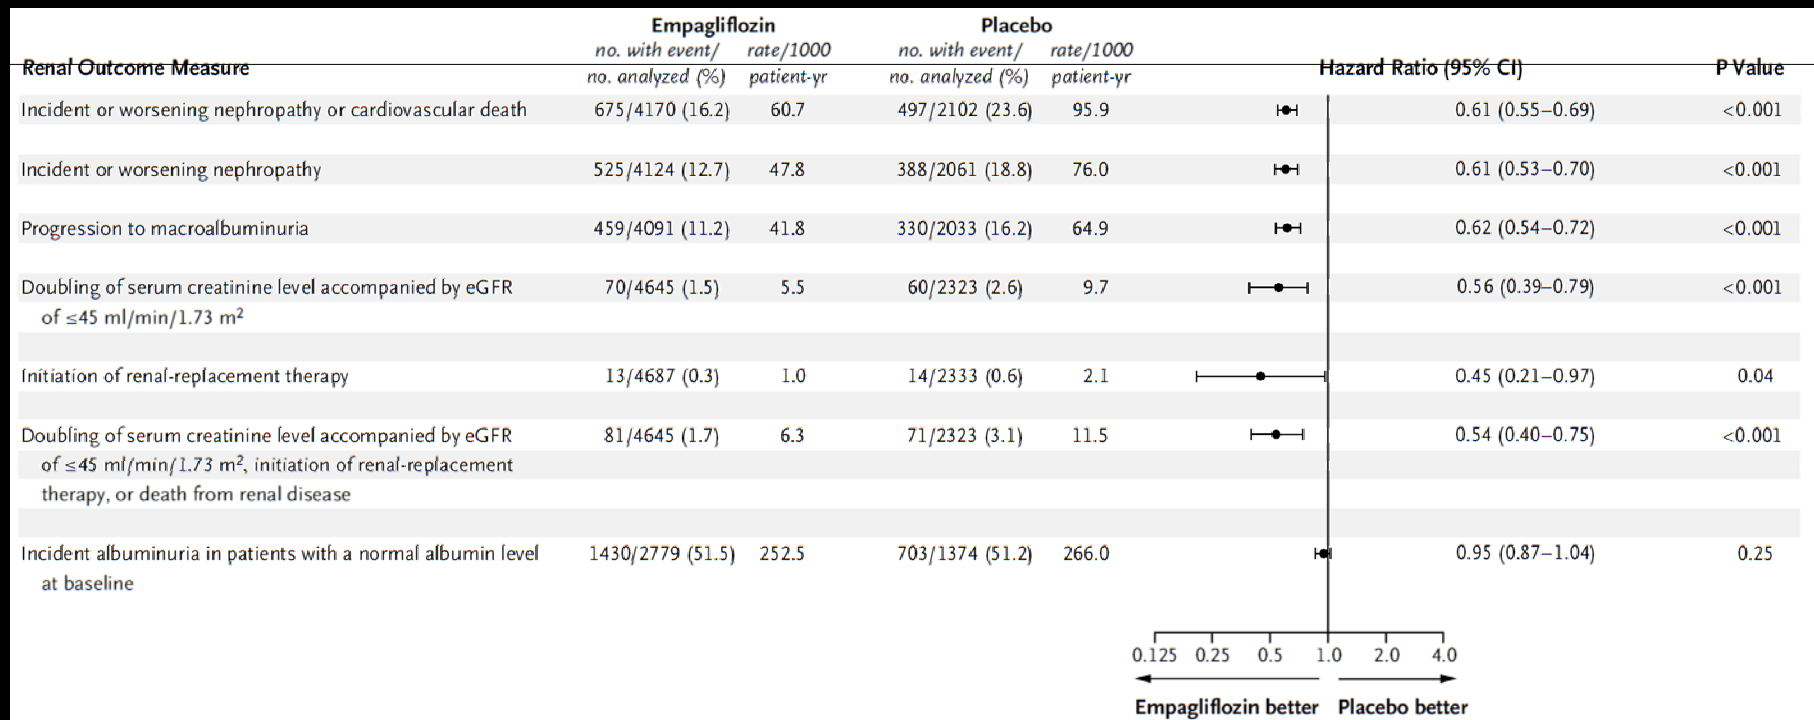 Empagliflozin Placebo
no. with event/ rate/1000 no. with event/ rate/1000
Renal Outcome Measure no. analyzed (%) patient-yr no. analyzed (%) patient-yr Hazard Ratio (95% CI) P Value
Incident or worsening nephropathy or cardiovascular death 675/4170 (16.2) 60.7 497/2102 (23.6) 95.9 0.61 (0.55–0.69) <0.001
Incident or worsening nephropathy 525/4124 (12.7) 47.8 388/2061 (18.8) 76.0 0.61 (0.53–0.70) <0.001
Progression to macroalbuminuria 459/4091 (11.2) 41.8 330/2033 (16.2) 64.9 0.62 (0.54–0.72) <0.001
Doubling of serum creatinine level accompanied by eGFR 70/4645 (1.5) 5.5 60/2323 (2.6) 9.7 0.56 (0.39–0.79) <0.001
of ≤45 ml/min/1.73 m²
Initiation of renal-replacement therapy 13/4687 (0.3) 1.0 14/2333 (0.6) 2.1 0.45 (0.21–0.97) 0.04
Doubling of serum creatinine level accompanied by eGFR 81/4645 (1.7) 6.3 71/2323 (3.1) 11.5 0.54 (0.40–0.75) <0.001
of ≤45 ml/min/1.73 m², initiation of renal-replacement
therapy, or death from renal disease
Incident albuminuria in patients with a normal albumin level 1430/2779 (51.5) 252.5 703/1374 (51.2) 266.0 0.95 (0.87–1.04) 0.25
at baseline
0.125 0.25 0.5 1.0 2.0 4.0
Empagliflozin better Placebo better